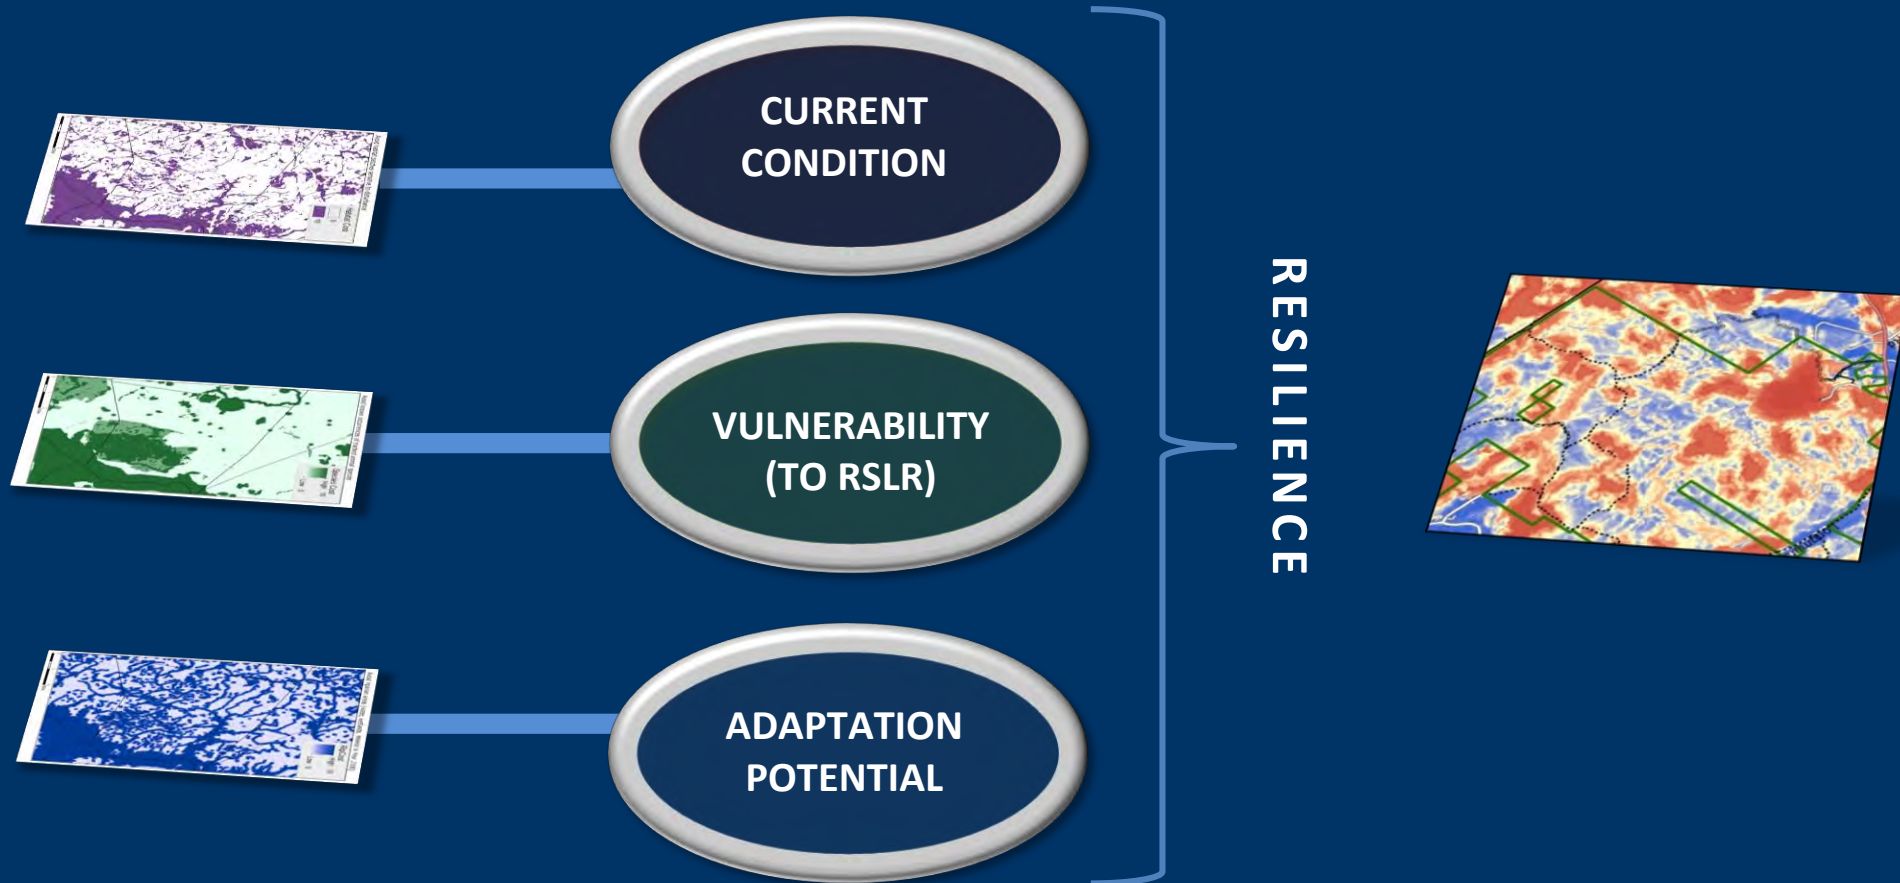 CURRENT
CONDITION
VULNERABILITY
(TO RSLR)
ADAPTATION
POTENTIAL
RESILIENCE